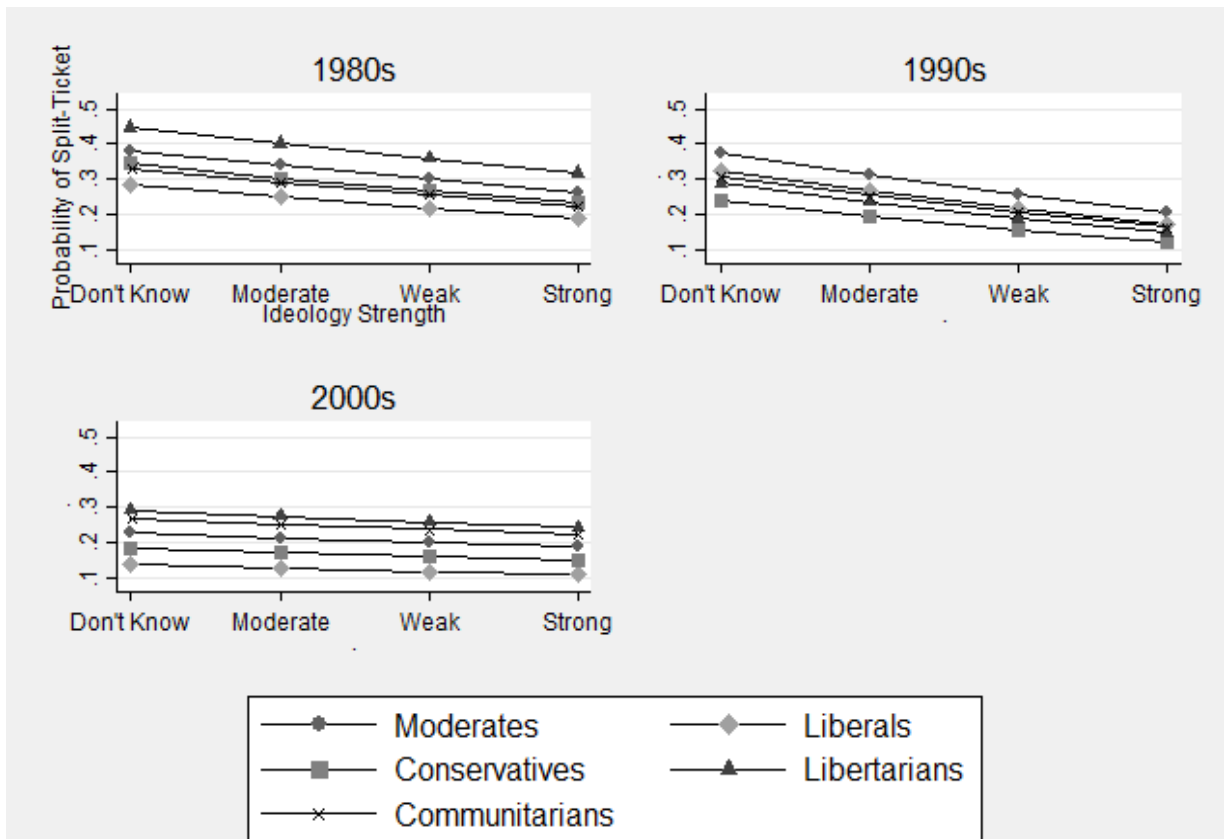 Probability of Split-Ticket
1980s
.5
.4
.3
.2
.1
Don't Know Moderate Weak Strong
Ideology Strength
1990s
.5
.4
.3
.2
.1
Don't Know Moderate Weak Strong
.
2000s
.5
.4
.3
.2
.1
Don't Know Moderate Weak Strong
.
Moderates Liberals
Conservatives Libertarians
Communitarians